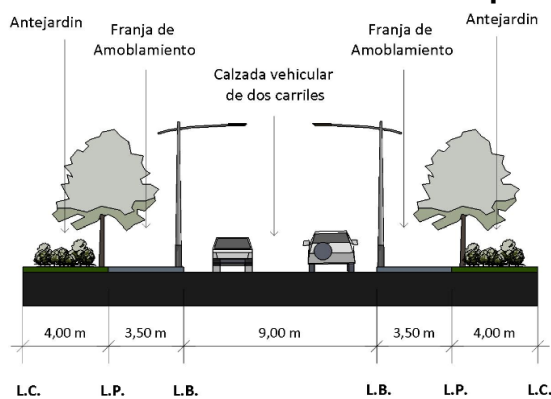 Antejardin
Franja de
Amoblamiento
Calzada vehicular
de dos carriles
Franja de
Amoblamiento
Antejardin
4,00 m
3,50 m
9,00 m
3,50 m
4,00 m
L.C.
L.P.
L.B.
L.B.
L.P.
L.C.